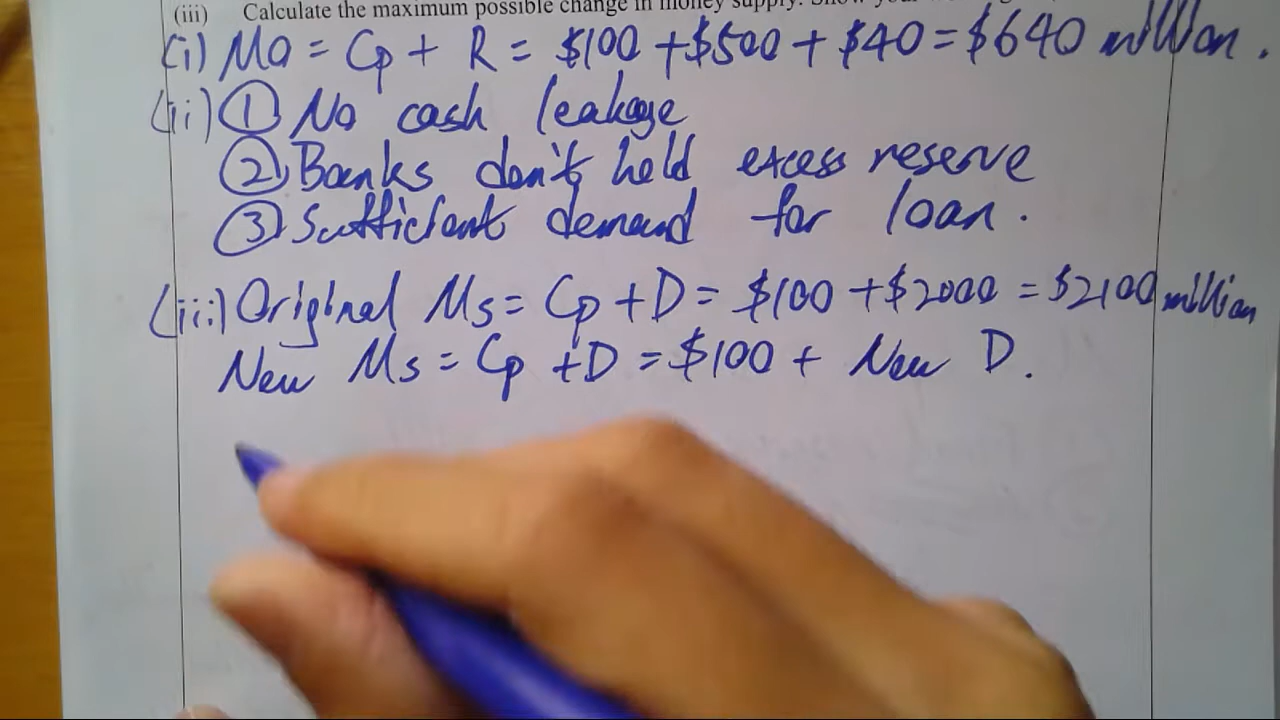 (iii) Calculate the maximum possible change in money supply.
(i) Ma = Cp + R = $100 + $500 + $40 = $640 million.
(ii) ① No cash leakage
② Banks don't hold excess reserve
③ Sufficient demand for loan.
(iii) Original Ms = Cp + D = $100 + $2000 = $2100 million
New Ms = Cp + D = $100 + New D.